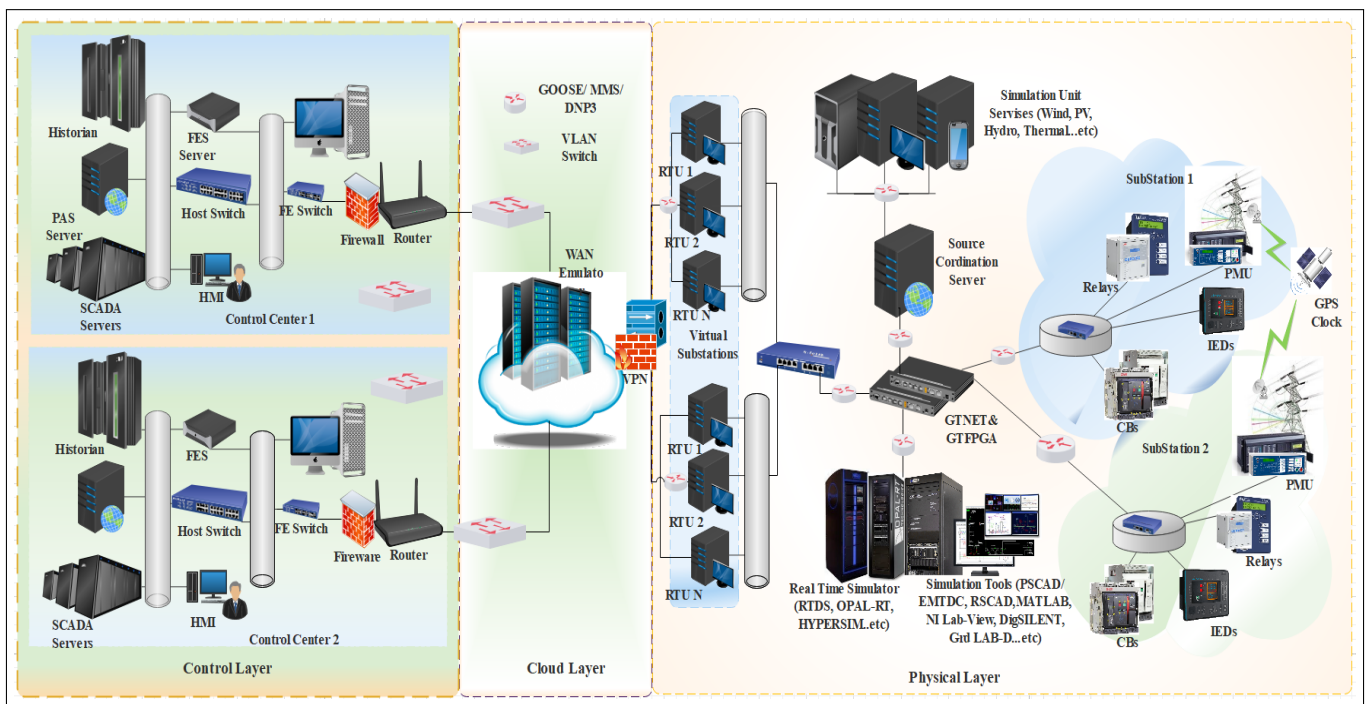 Historian
FES
Server
PAS
Server
Host Switch
FE Switch
Firewall
Router
HMI
SCADA
Servers
Control Center 1
Historian
FES
Host Switch
FE Switch
Fireware
Router
SCADA
Servers
HMI
Control Center 2
Control Layer
GOOSE/ MMS/
DNP3
VLAN
Switch
WAN
Emulato
VPN
Cloud Layer
RTU 1
RTU 2
RTU N
Virtual
Substations
RTU 1
RTU 2
RTU N
Simulation Unit
Servises (Wind, PV,
Hydro, Thermal...etc)
Source
Cordination
Server
GTNET &
GTFPGA
OPAL-RT
Real Time Simulator
(RTDS, OPAL-RT,
HYPERSIM..etc)
Simulation Tools (PSCAD/
EMTDC, RSCAD,MATLAB,
NI Lab-View, DigSILENT,
Grid LAB-D...etc)
SubStation 1
Relays
PMU
IEDs
CBs
GPS
Clock
SubStation 2
PMU
Relays
IEDs
CBs
Physical Layer